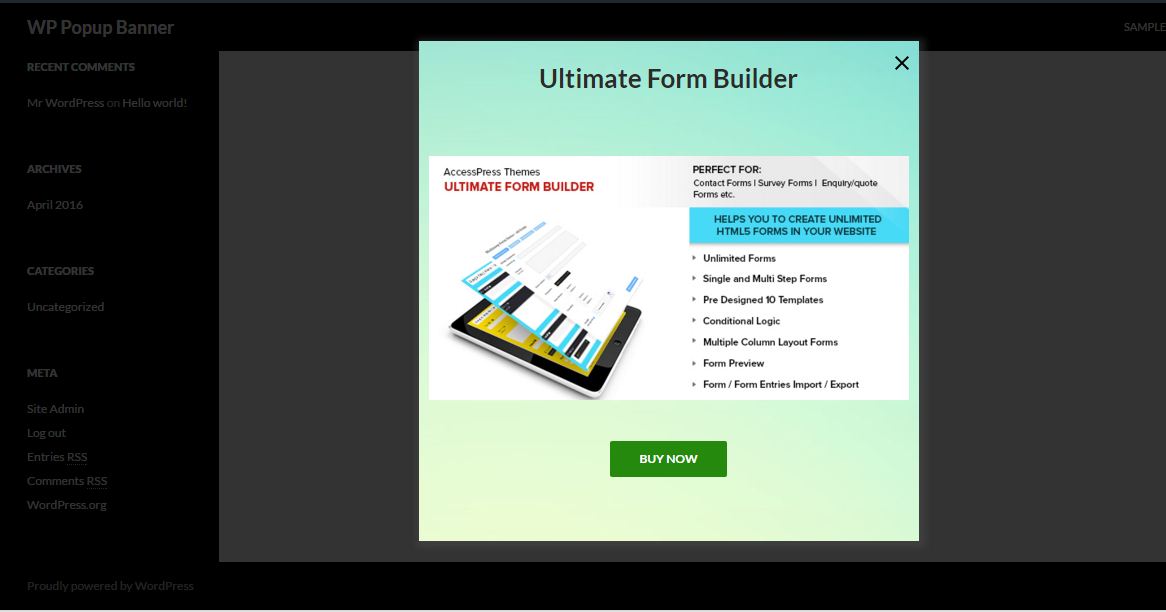 WP Popup Banner
SAMPLE
RECENT COMMENTS
Mr WordPress on Hello world!
ARCHIVES
April 2016
CATEGORIES
Uncategorized
META
Site Admin
Log out
Entries RSS
Comments RSS
WordPress.org
Proudly powered by WordPress
Ultimate Form Builder
AccessPress Themes
ULTIMATE FORM BUILDER
PERFECT FOR:
Contact Forms | Survey Forms | Enquiry/quote
Forms etc.
HELPS YOU TO CREATE UNLIMITED
HTML5 FORMS IN YOUR WEBSITE
Unlimited Forms
Single and Multi Step Forms
Pre Designed 10 Templates
Conditional Logic
Multiple Column Layout Forms
Form Preview
Form / Form Entries Import / Export
BUY NOW